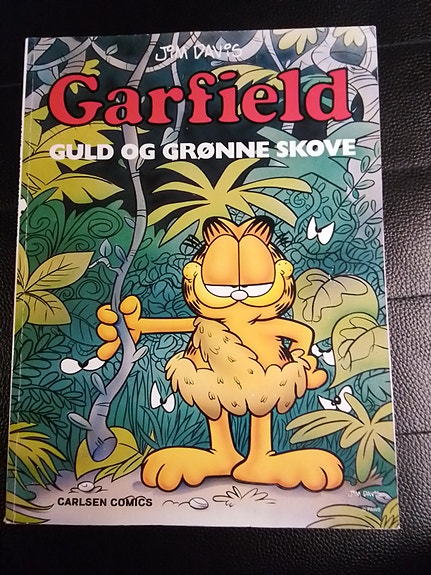 JIM DAVIS
Garfield
GULD OG GRØNNE SKOVE
CARLSEN COMICS
JIM DAVIS